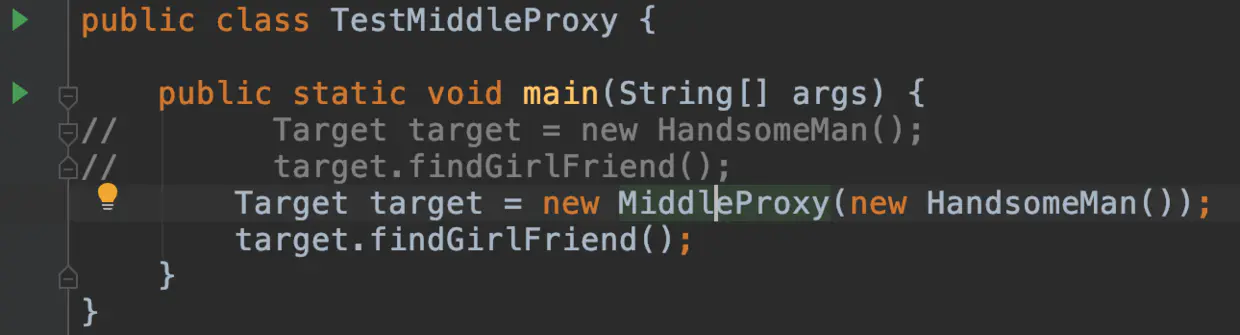 public class TestMiddleProxy {
    public static void main(String[] args) {
//        Target target = new HandsomeMan();
//        target.findGirlFriend();
        Target target = new MiddleProxy(new HandsomeMan());
        target.findGirlFriend();
    }
}